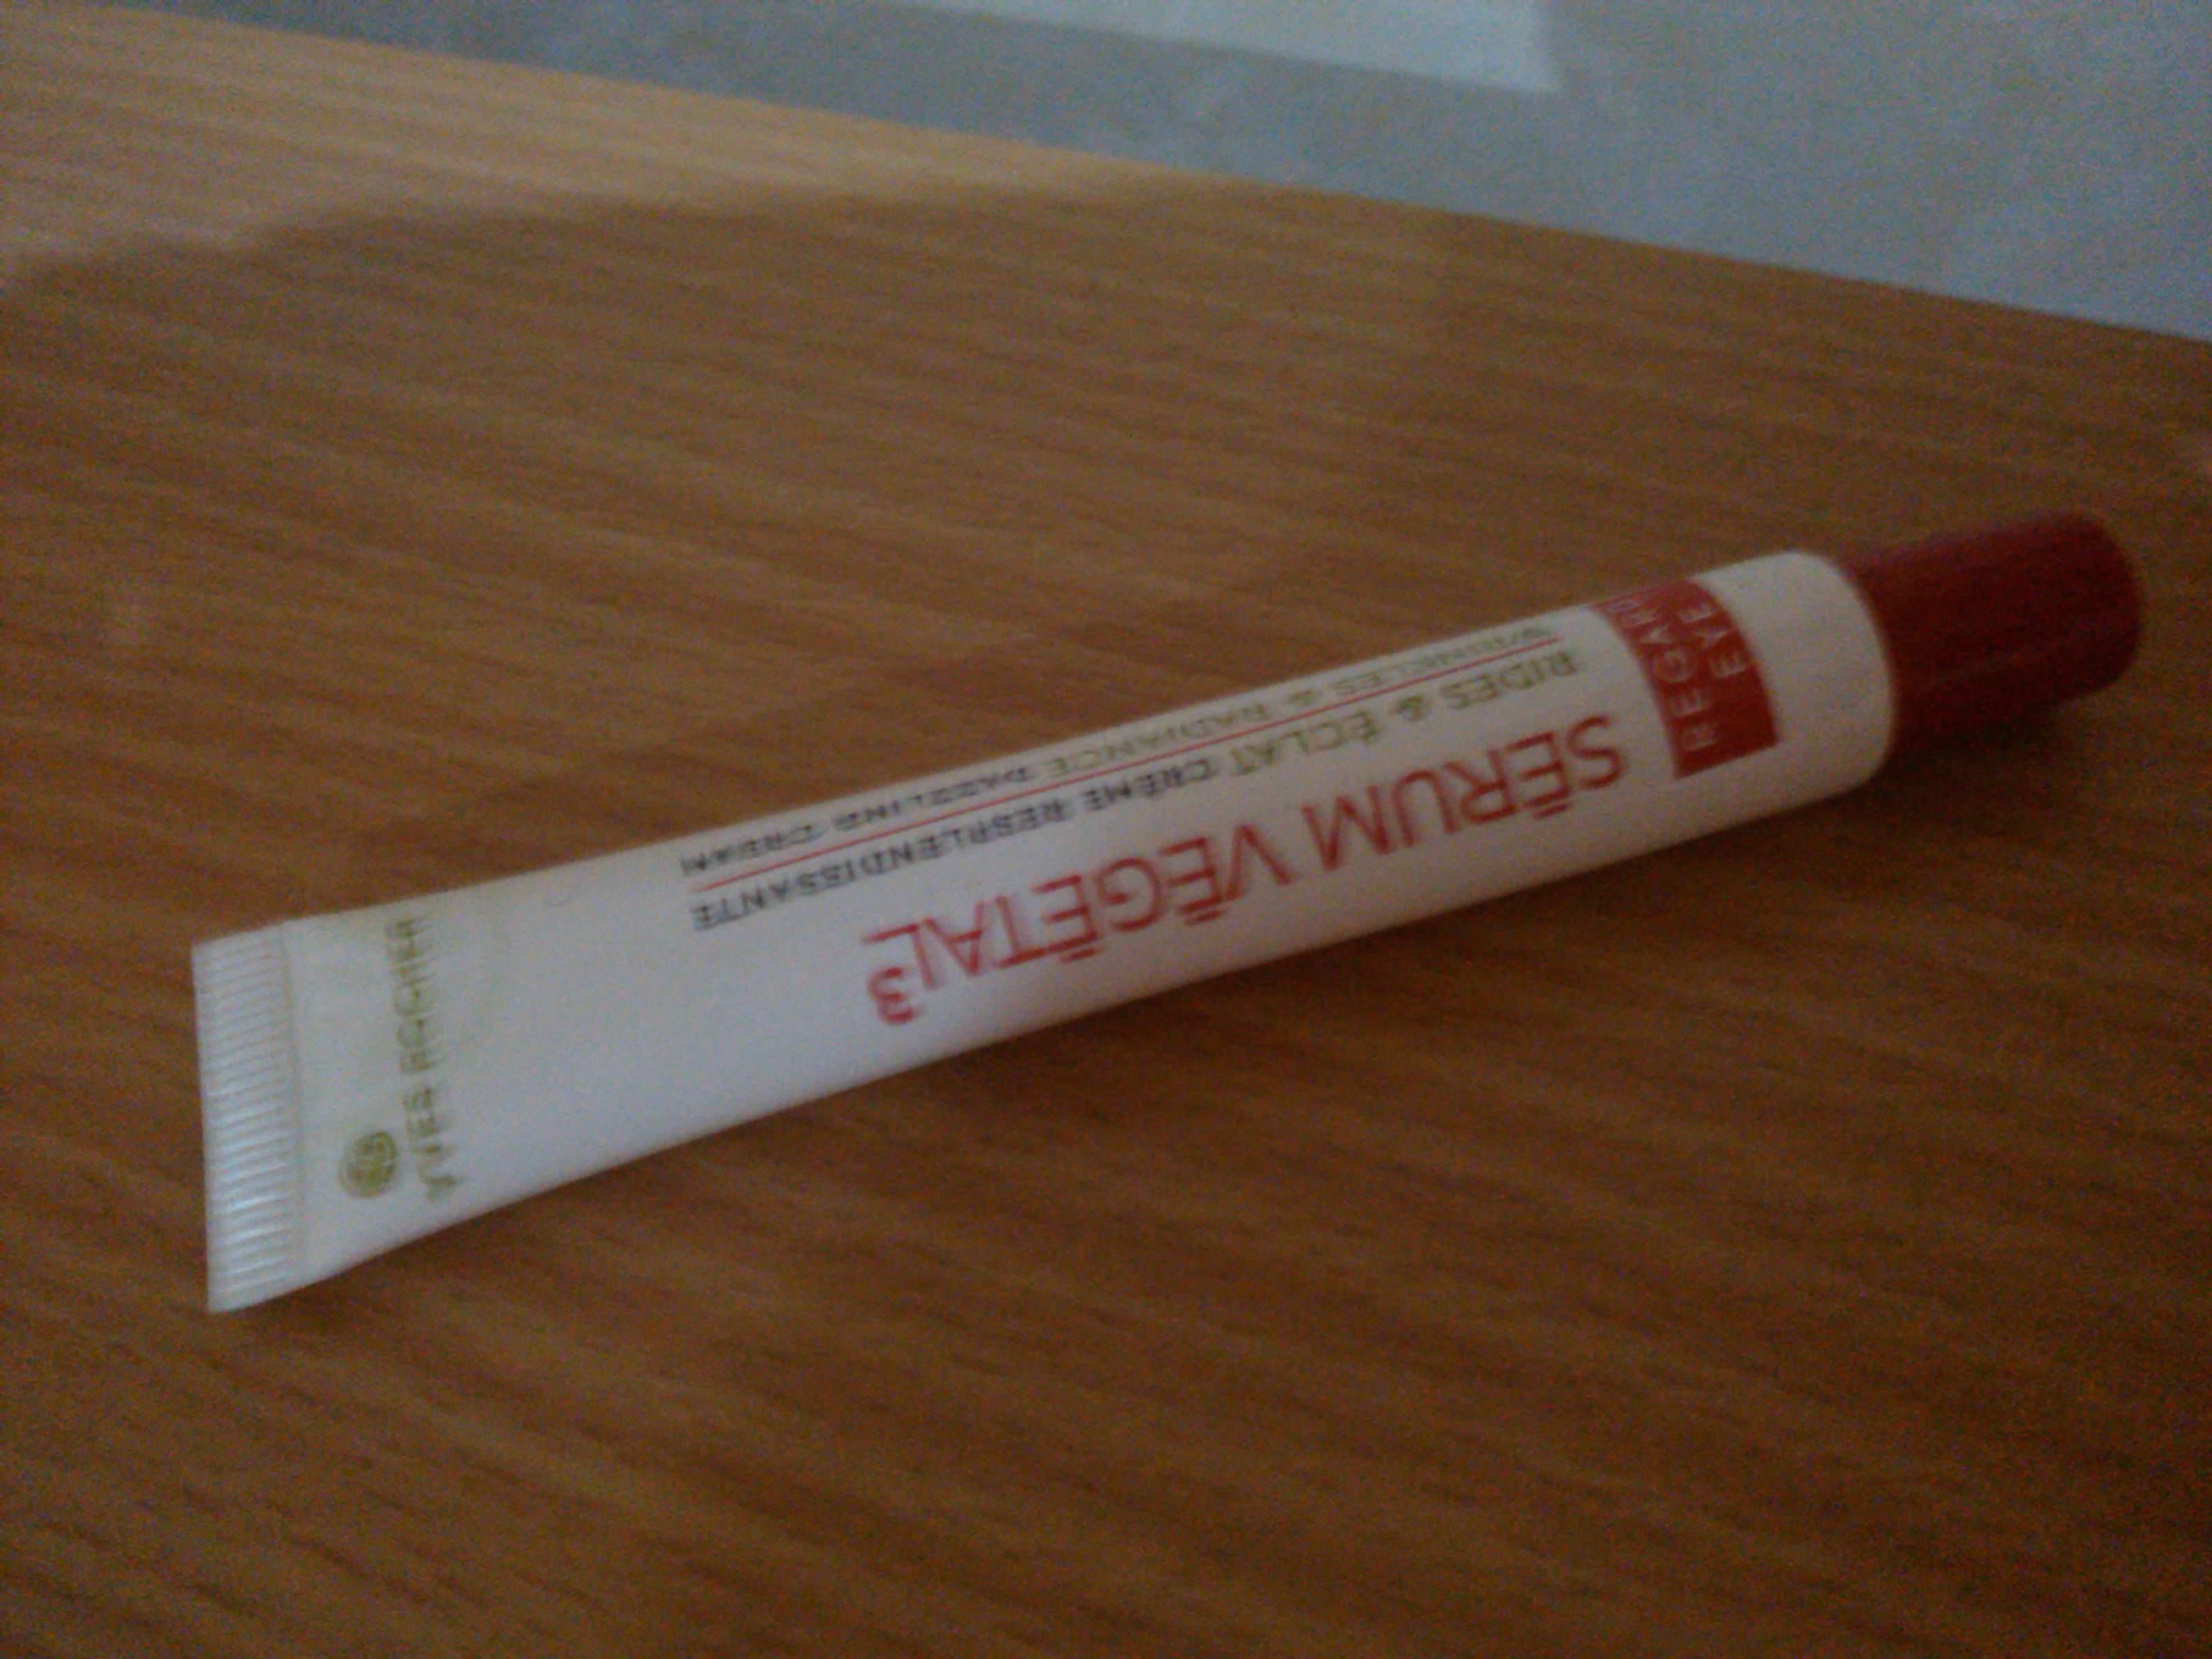 REGARD
EYE
SÉRUM VÉGÉTAL³
RIDES & ÉCLAT CRÈME RESPLENDISSANTE
WRINKLES & RADIANCE DAZZLING CREAM
YVES ROCHER